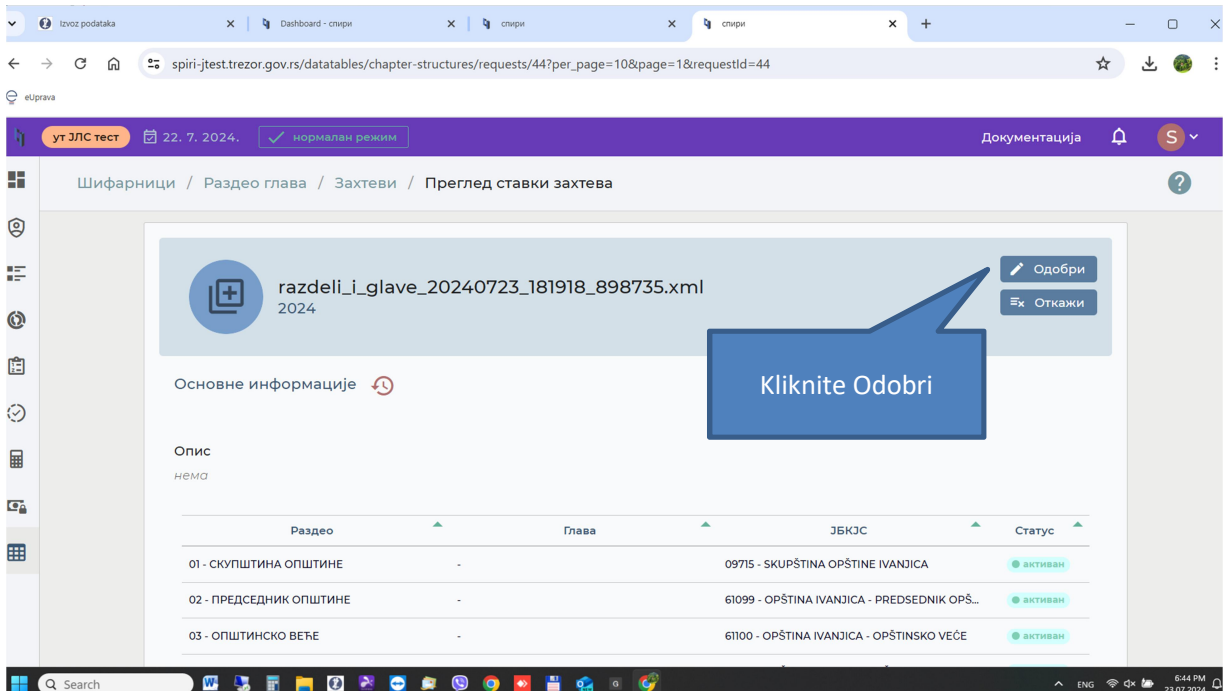 Izvoz podataka
Dashboard - спири
спири
спири
spiri-jtest.trezor.gov.rs/datatables/chapter-structures/requests/44?per_page=10&page=1&requestId=44
eUprava
ут ЈЛС тест 22. 7. 2024. нормалан режим Документација S
Шифарници / Раздео глава / Захтеви / Преглед ставки захтева ?
Одобри
razdeli_i_glave_20240723_181918_898735.xml
2024
Откажи
Kliknite Odobri
Основне информације
Опис
нема
Раздео Глава ЈБКЈС Статус
01 - СКУПШТИНА ОПШТИНЕ - 09715 - SKUPŠTINA OPŠTINE IVANJICA активан
02 - ПРЕДСЕДНИК ОПШТИНЕ - 61099 - OPŠTINA IVANJICA - PREDSEDNIK OPŠ... активан
03 - ОПШТИНСКО ВЕЋЕ - 61100 - OPŠTINA IVANJICA - OPŠTINSKO VEĆE активан
Search ENG 6:44 PM
23.07.2024